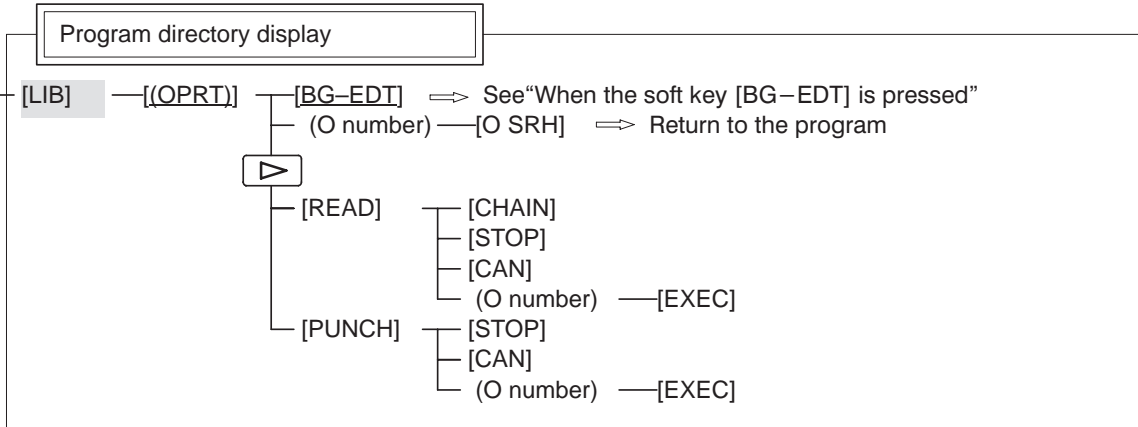 Program directory display
[LIB] [(OPRT)] [BG–EDT] ⇨ See“When the soft key [BG−EDT] is pressed”
(O number) [O SRH] ⇨ Return to the program
[READ] [CHAIN]
[STOP]
[CAN]
(O number) [EXEC]
[PUNCH] [STOP]
[CAN]
(O number) [EXEC]